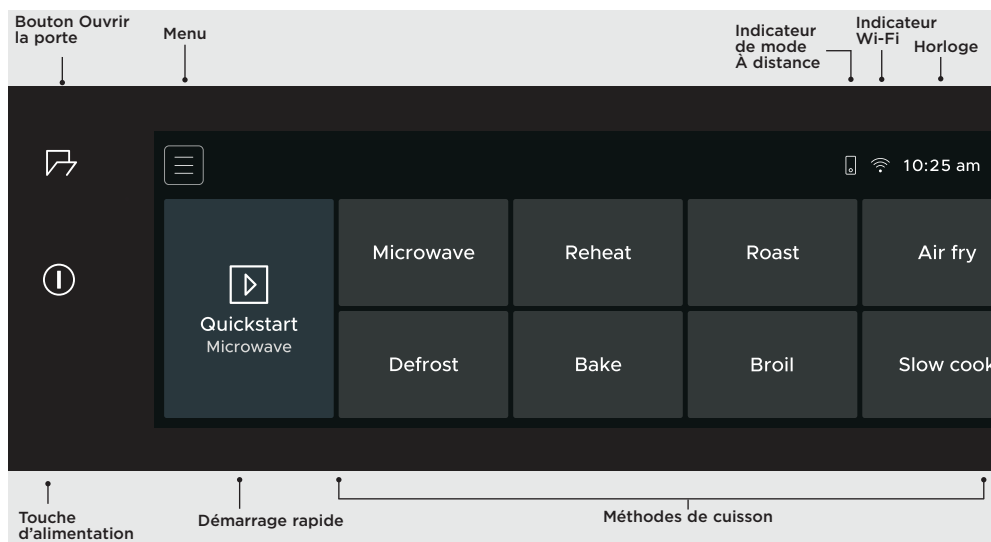 Bouton Ouvrir
la porte
Menu
Indicateur
de mode
À distance
Indicateur
Wi-Fi
Horloge
10:25 am
Quickstart
Microwave
Microwave
Reheat
Roast
Air fry
Defrost
Bake
Broil
Slow cook
Touche
d'alimentation
Démarrage rapide
Méthodes de cuisson